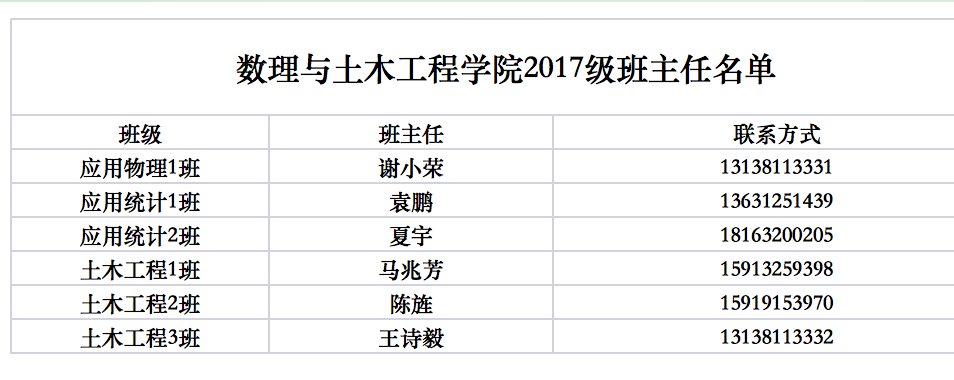 数理与土木工程学院2017级班主任名单
班级 班主任 联系方式
应用物理1班 谢小荣 13138113331
应用统计1班 袁鹏 13631251439
应用统计2班 夏宇 18163200205
土木工程1班 马兆芳 15913259398
土木工程2班 陈旌 15919153970
土木工程3班 王诗毅 13138113332